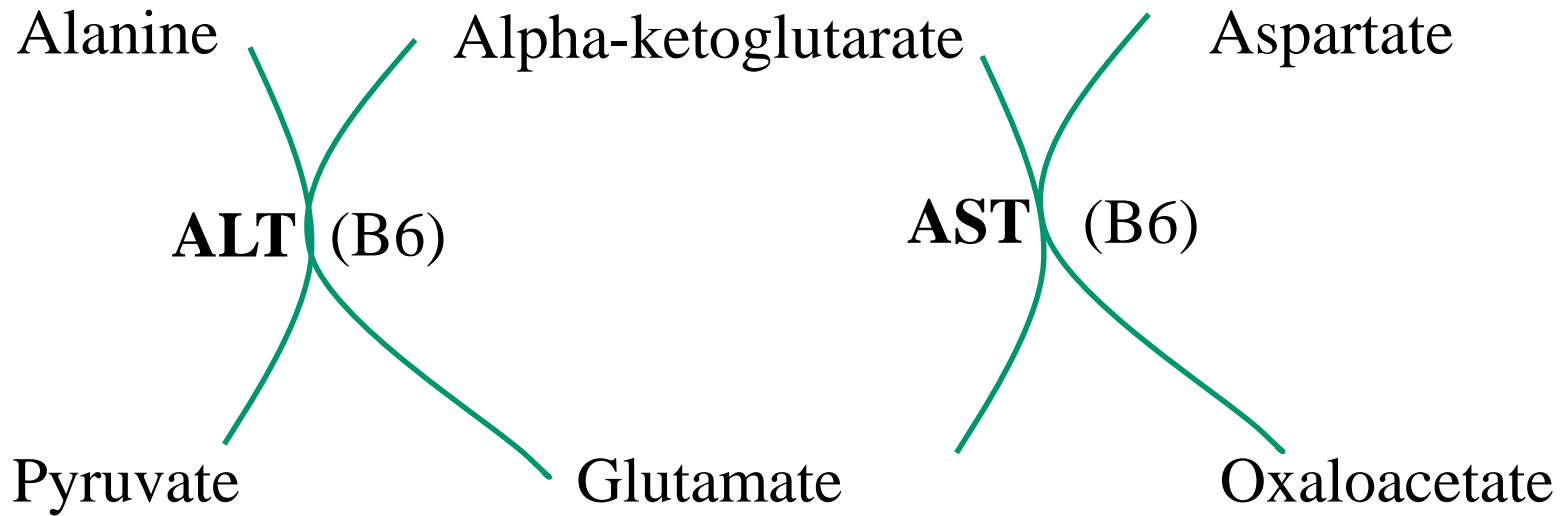 Alanine Alpha-ketoglutarate Aspartate
ALT (B6) AST (B6)
Pyruvate Glutamate Oxaloacetate